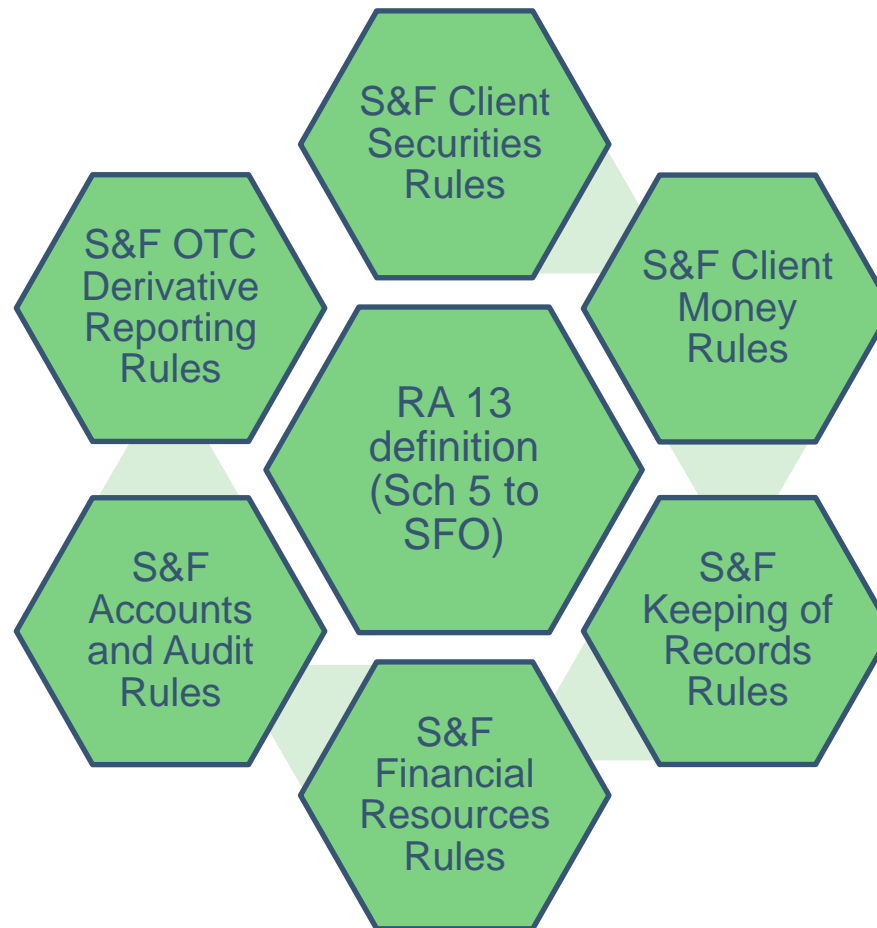 S&F Client
Securities
Rules
S&F OTC
Derivative
Reporting
Rules
S&F Client
Money
Rules
RA 13
definition
(Sch 5 to
SFO)
S&F
Accounts
and Audit
Rules
S&F
Keeping of
Records
Rules
S&F
Financial
Resources
Rules